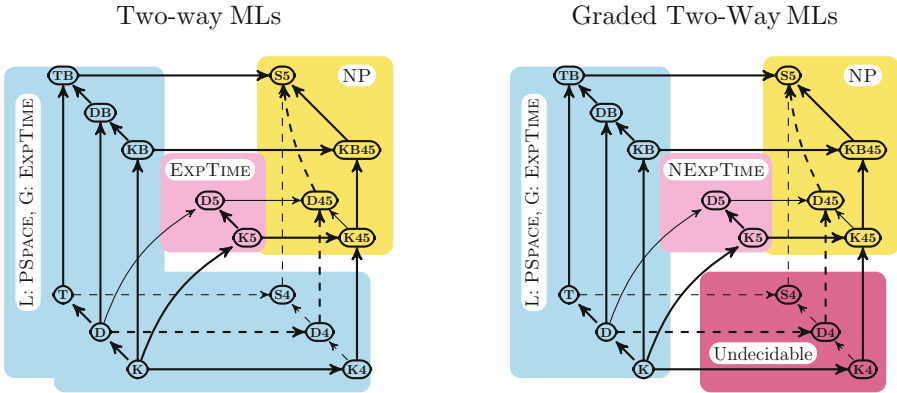 Two-way MLs
TB
S5
NP
DB
KB
KB45
EXPTIME
D5
D45
K5
K45
L: PSPACE, G: EXPTIME
T
S4
D
D4
K
K4
Graded Two-Way MLs
TB
S5
NP
DB
KB
KB45
NEXPTIME
D5
D45
K5
K45
L: PSPACE, G: EXPTIME
T
S4
D
D4
Undecidable
K
K4